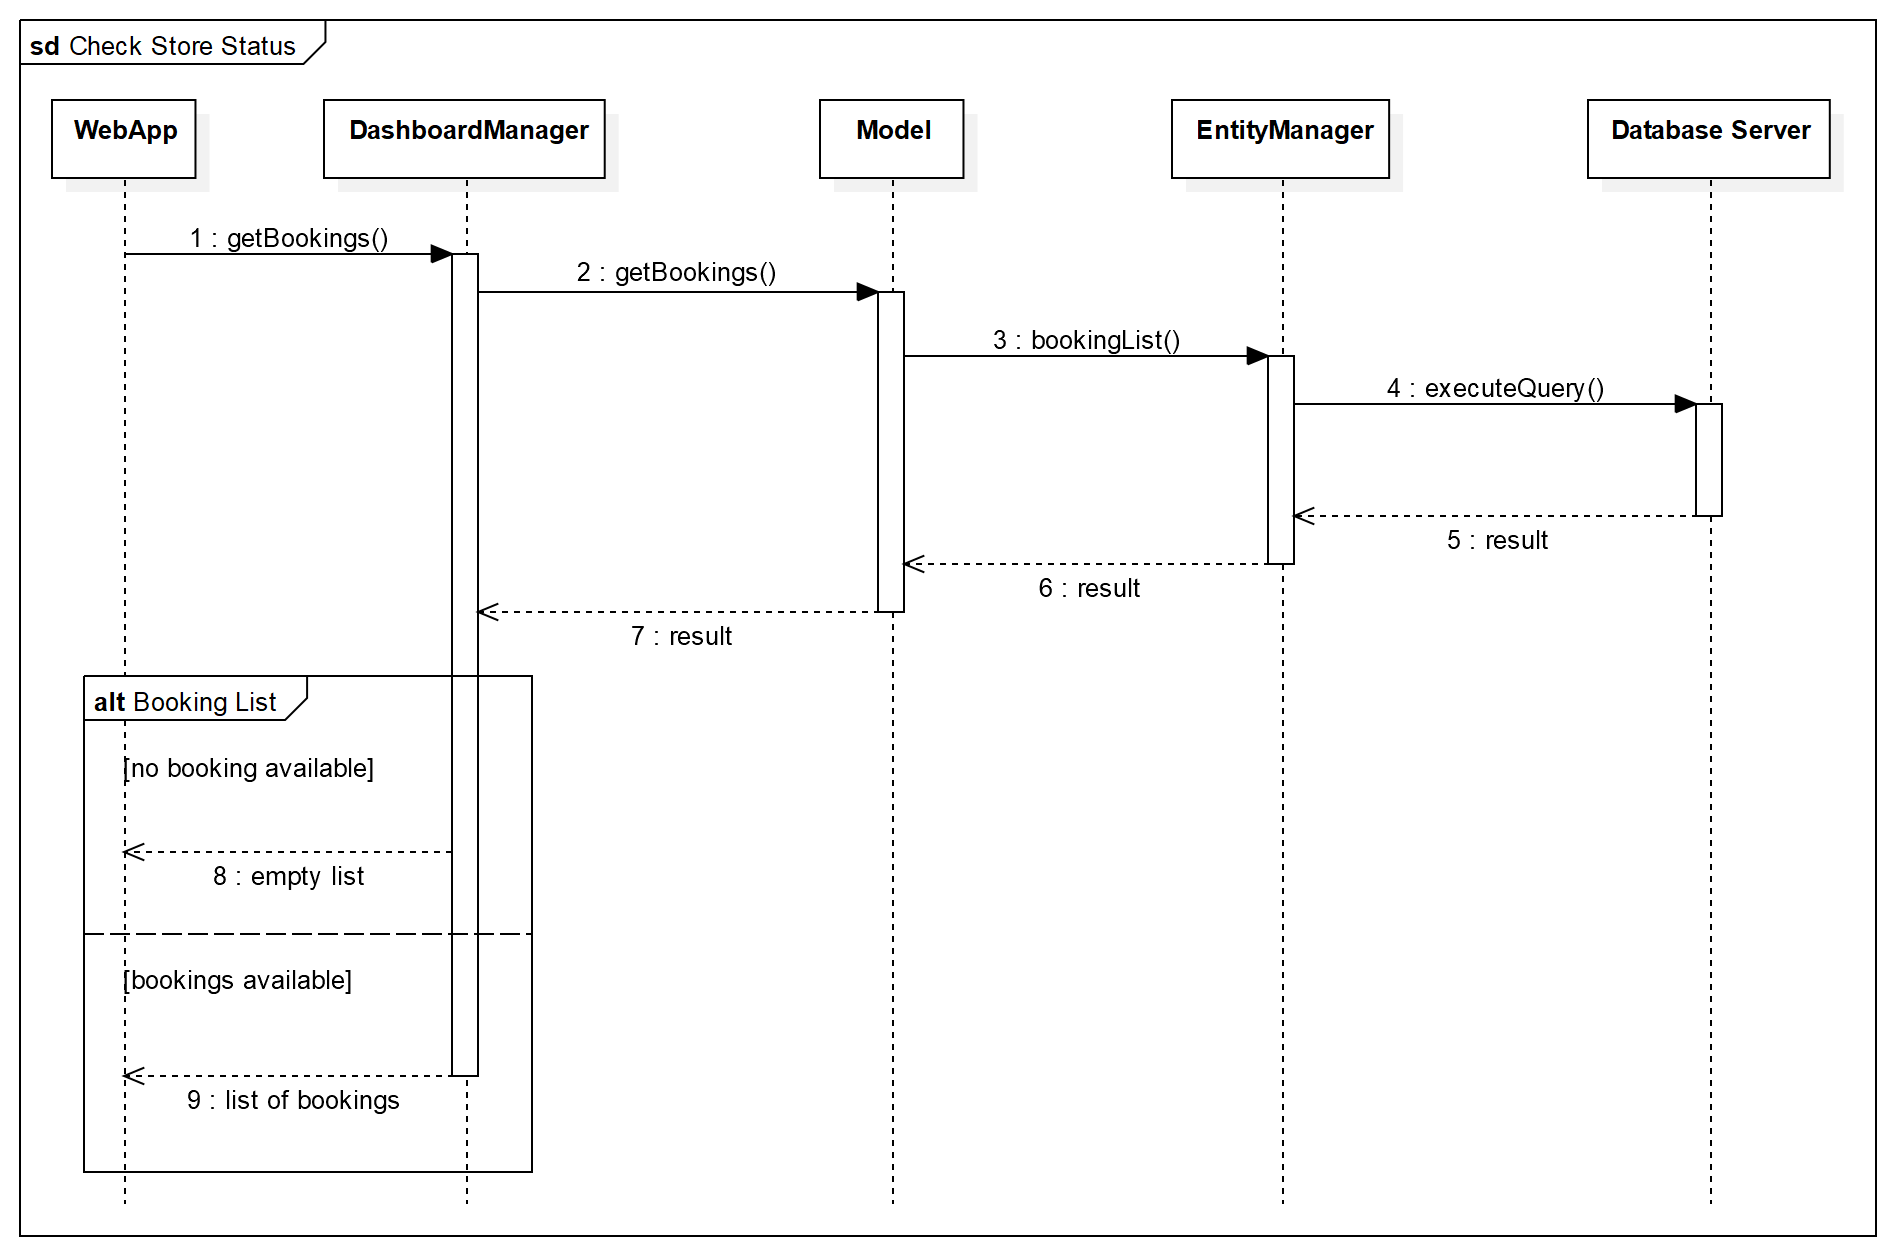 sd Check Store Status
WebApp
DashboardManager
Model
EntityManager
Database Server
1 : getBookings()
2 : getBookings()
3 : bookingList()
4 : executeQuery()
5 : result
6 : result
7 : result
alt Booking List
[no booking available]
8 : empty list
[bookings available]
9 : list of bookings